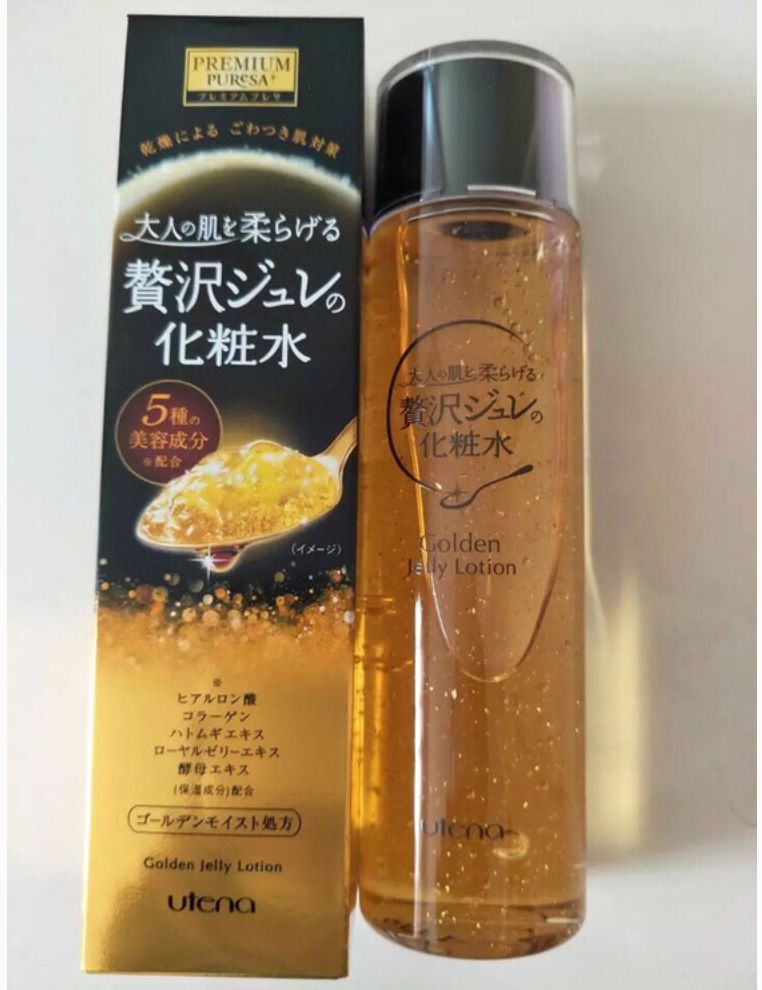 PREMIUM
PUReSA
プレミアムプレサ
乾燥による ごわつき肌対策
大人の肌を柔らげる
贅沢ジュレの
化粧水
5種の
美容成分
※配合
(イメージ)
※
ヒアルロン酸
コラーゲン
ハトムギエキス
ローヤルゼリーエキス
酵母エキス
(保湿成分)配合
ゴールデンモイスト処方
Golden Jelly Lotion
utena
大人の肌を柔らげる
贅沢ジュレの
化粧水
Golden
Jelly Lotion
utena